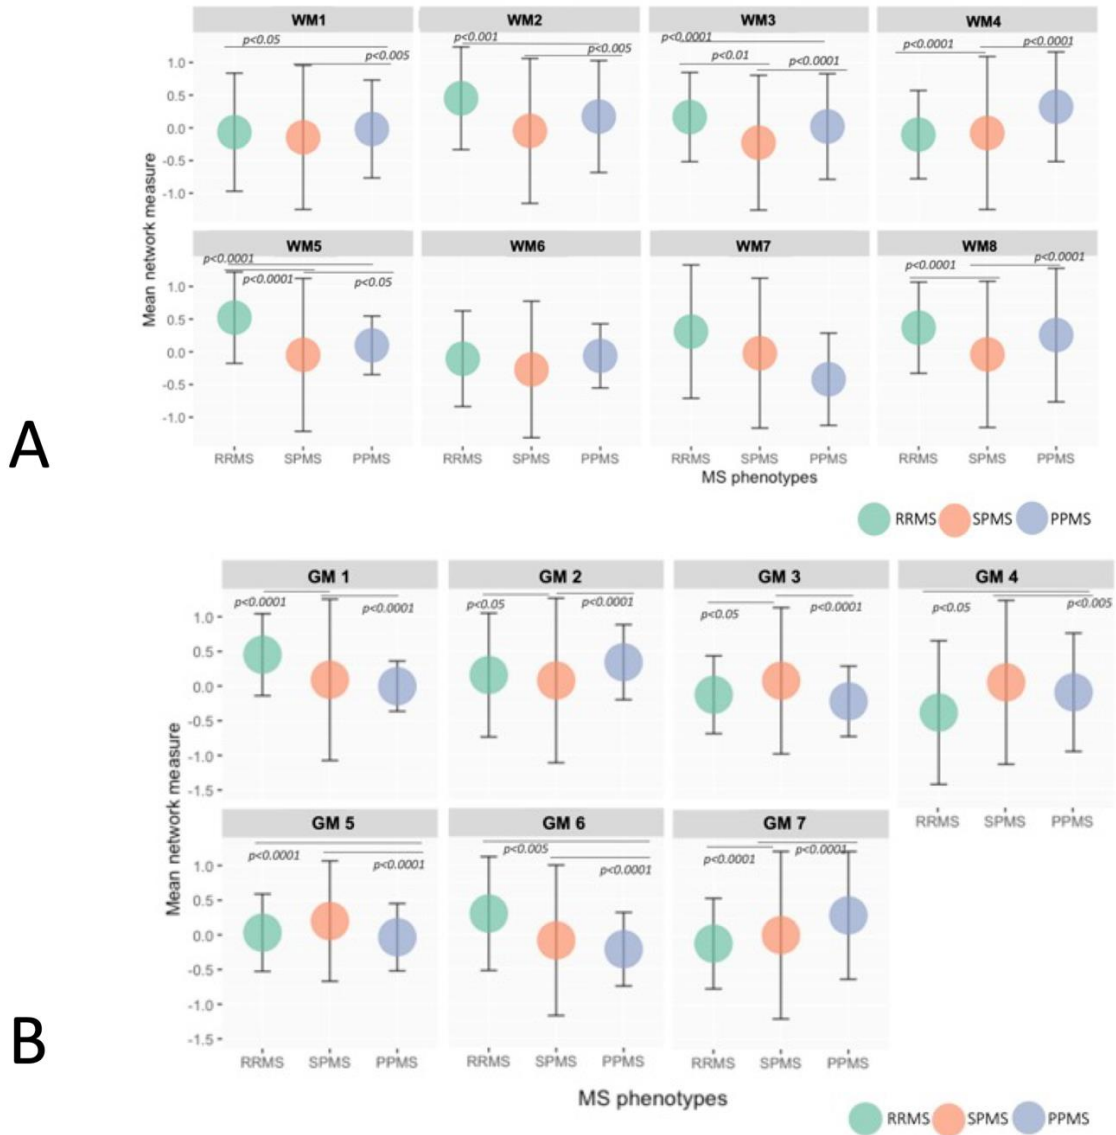 WM1 WM2 WM3 WM4
p<0.05 p<0.001 p<0.0001 p<0.0001 p<0.0001
p<0.005 p<0.005 p<0.01 p<0.0001
1.0
0.5
0.0
-0.5
-1.0
Mean network measure
WM5 WM6 WM7 WM8
p<0.0001 p<0.0001
p<0.0001 p<0.05 p<0.0001
1.0
0.5
0.0
-0.5
-1.0
A
RRMS SPMS PPMS RRMS SPMS PPMS RRMS SPMS PPMS RRMS SPMS PPMS
MS phenotypes
RRMS SPMS PPMS
GM 1 GM 2 GM 3 GM 4
p<0.0001 p<0.0001 p<0.05 p<0.0001 p<0.05 p<0.0001 p<0.05 p<0.005
1.0
0.5
0.0
-0.5
-1.0
-1.5
Mean network measure
RRMS SPMS PPMS
GM 5 GM 6 GM 7
p<0.0001 p<0.0001 p<0.005 p<0.0001 p<0.0001 p<0.0001
1.0
0.5
0.0
-0.5
-1.0
-1.5
B
RRMS SPMS PPMS RRMS SPMS PPMS RRMS SPMS PPMS
MS phenotypes
RRMS SPMS PPMS